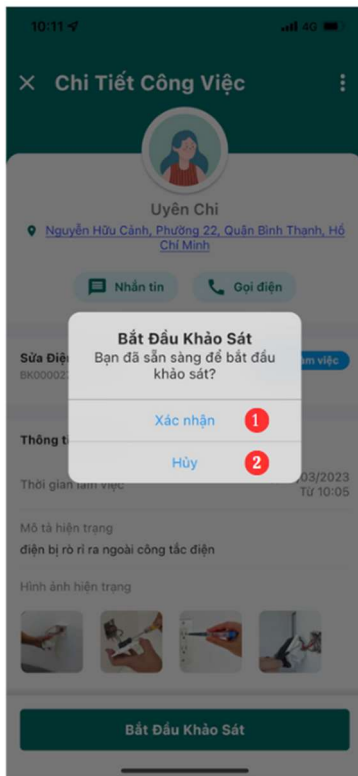 10:11
4G
Chi Tiết Công Việc
Uyên Chi
Nguyễn Hữu Cảnh, Phường 22, Quận Bình Thạnh, Hồ
Chí Minh
Nhắn tin
Gọi điện
Bắt Đầu Khảo Sát
Bạn đã sẵn sàng để bắt đầu
khảo sát?
Sửa Điệ
àm việc
Xác nhận
1
Thông t
Hủy
2
Thời gian làm việc
/03/2023
Từ 10:05
Mô tả hiện trạng
điện bị rò rỉ ra ngoài công tắc điện
Hình ảnh hiện trạng
Bắt Đầu Khảo Sát